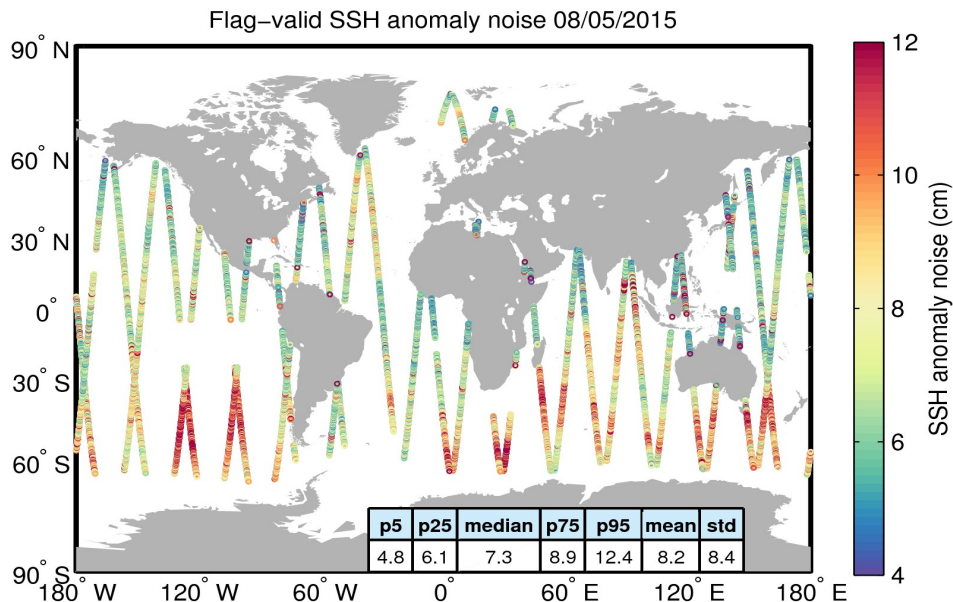 Flag−valid SSH anomaly noise 08/05/2015
90° N
60° N
30° N
0°
30° S
60° S
90° S
180° W
120° W
60° W
0°
60° E
120° E
180° E
p5 p25 median p75 p95 mean std
4.8 6.1 7.3 8.9 12.4 8.2 8.4
12
10
8
6
4
SSH anomaly noise (cm)